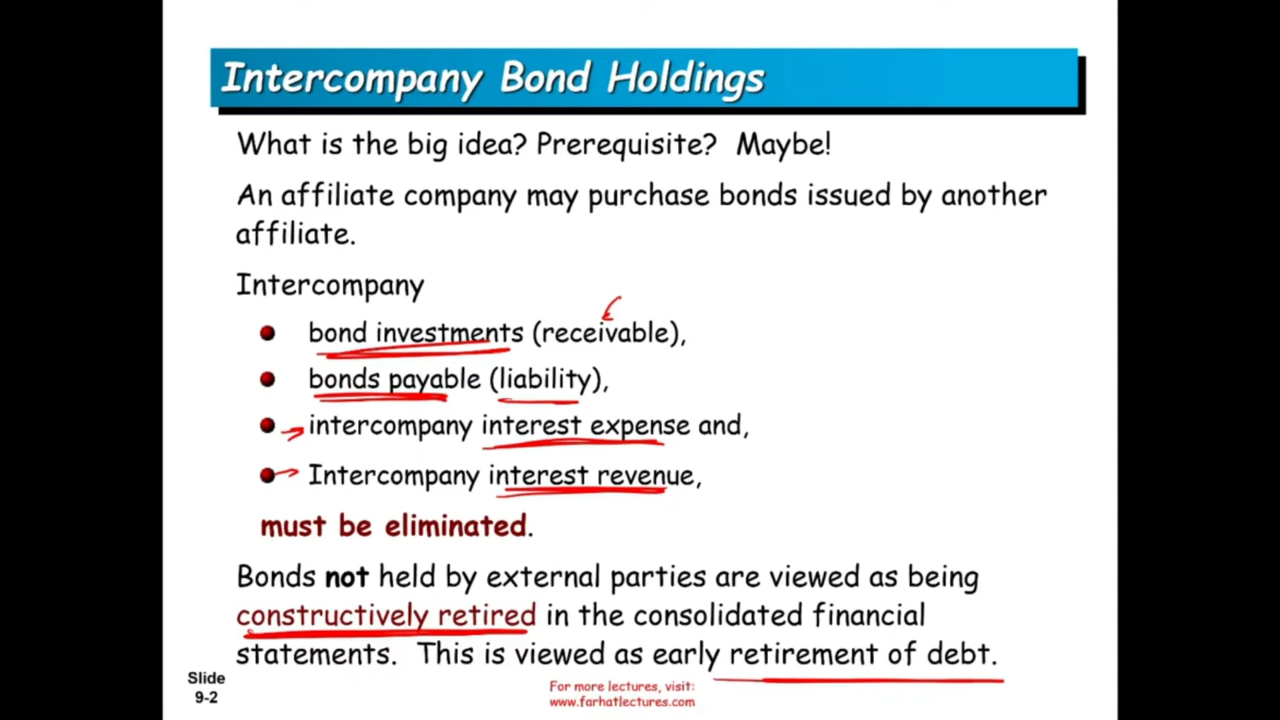 Intercompany Bond Holdings
What is the big idea? Prerequisite? Maybe!
An affiliate company may purchase bonds issued by another
affiliate.
Intercompany
bond investments (receivable),
bonds payable (liability),
intercompany interest expense and,
Intercompany interest revenue,
must be eliminated.
Bonds not held by external parties are viewed as being
constructively retired in the consolidated financial
statements. This is viewed as early retirement of debt.
Slide
9-2
For more lectures, visit:
www.farhatlectures.com